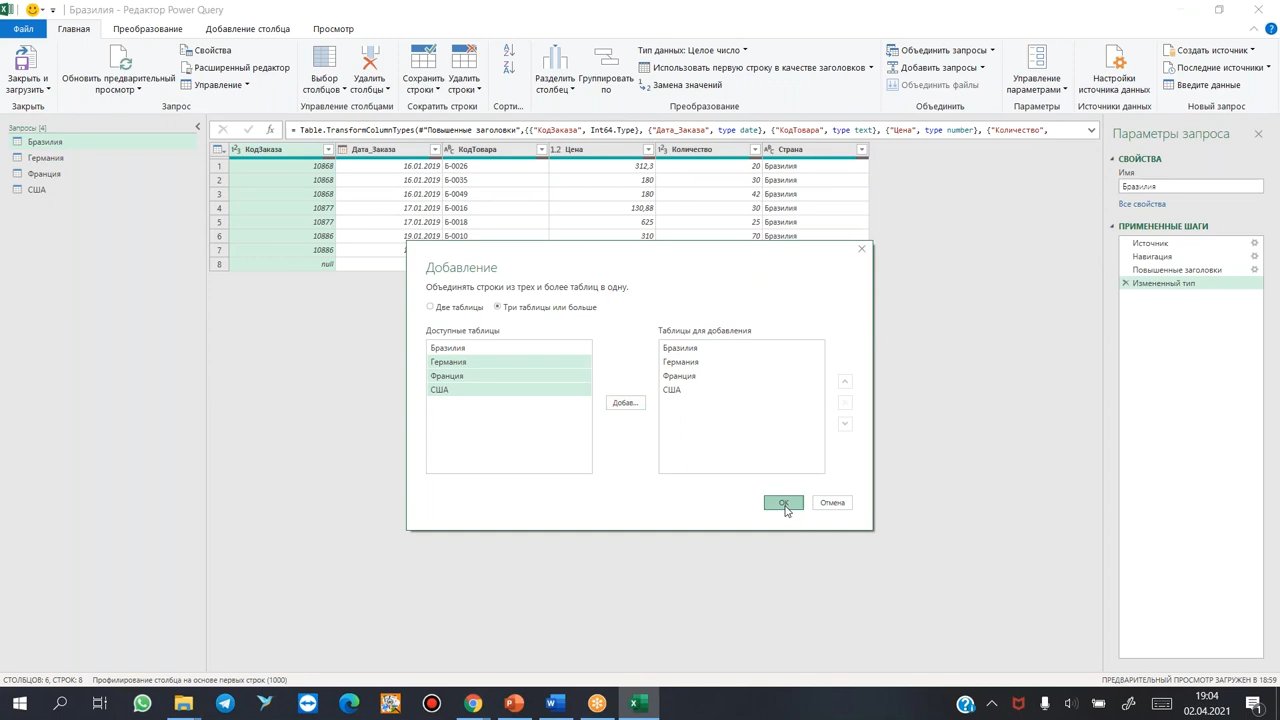 Бразилия - Редактор Power Query
Файл Главная Преобразование Добавление столбца Просмотр
Закрыть и загрузить
Обновить предварительный просмотр
Свойства
Расширенный редактор
Управление
Выбор столбцов
Удалить столбцы
Сохранить строки
Удалить строки
Разделить столбец
Группировать по
Тип данных: Целое число
Использовать первую строку в качестве заголовков
Замена значений
Объединить запросы
Добавить запросы
Объединить файлы
Управление параметрами
Настройки источника данных
Создать источник
Последние источники
Введите данные
Закрыть Запрос Управление столбцами Сократить строки Сорти... Преобразование Объединить Параметры Источники данных Новый запрос
Запросы [4]
Бразилия
Германия
Франция
США
= Table.TransformColumnTypes(#"Повышенные заголовки",{{"КодЗаказа", Int64.Type}, {"Дата_Заказа", type date}, {"КодТовара", type text}, {"Цена", type number}, {"Количество",
КодЗаказа Дата_Заказа КодТовара 1.2 Цена Количество Страна
1 10868 16.01.2019 Б-0026 312,3 20 Бразилия
2 10868 16.01.2019 Б-0035 180 30 Бразилия
3 10868 16.01.2019 Б-0049 180 42 Бразилия
4 10877 17.01.2019 Б-0016 130,88 30 Бразилия
5 10877 17.01.2019 Б-0018 625 25 Бразилия
6 10886 19.01.2019 Б-0010 310 70 Бразилия
7 10886
8 null
Добавление
Объединять строки из трех и более таблиц в одну.
Две таблицы Три таблицы или больше
Доступные таблицы
Бразилия
Германия
Франция
США
Добав...
Таблицы для добавления
Бразилия
Германия
Франция
США
ОК Отмена
Параметры запроса
СВОЙСТВА
Имя
Бразилия
Все свойства
ПРИМЕНЕННЫЕ ШАГИ
Источник
Навигация
Повышенные заголовки
Измененный тип
СТОЛБЦОВ: 6, СТРОК: 8 Профилирование столбца на основе первых строк (1000)
ПРЕДВАРИТЕЛЬНЫЙ ПРОСМОТР ЗАГРУЖЕН В 18:59
19:04
02.04.2021